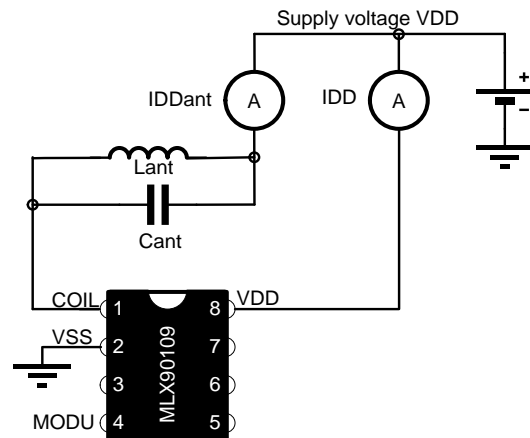 Supply voltage VDD
IDDant
A
IDD
A
+
−
Lant
Cant
COIL
1
8
VDD
VSS
2
7
MLX90109
3
6
MODU
4
5